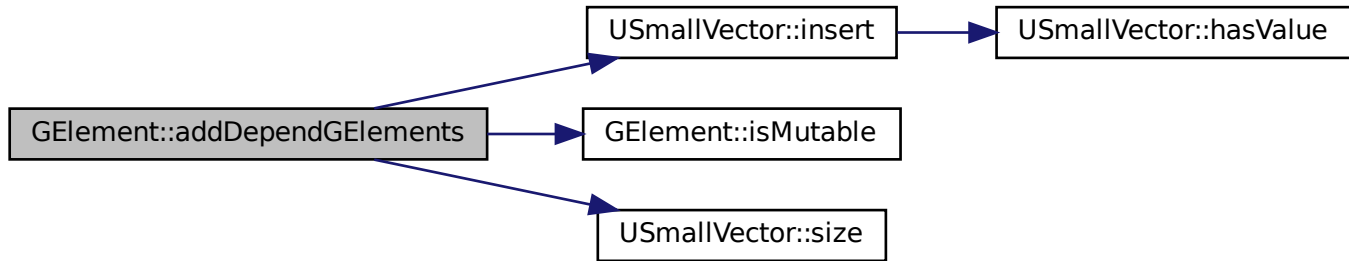 USmallVector::insert
USmallVector::hasValue
GElement::addDependGElements
GElement::isMutable
USmallVector::size